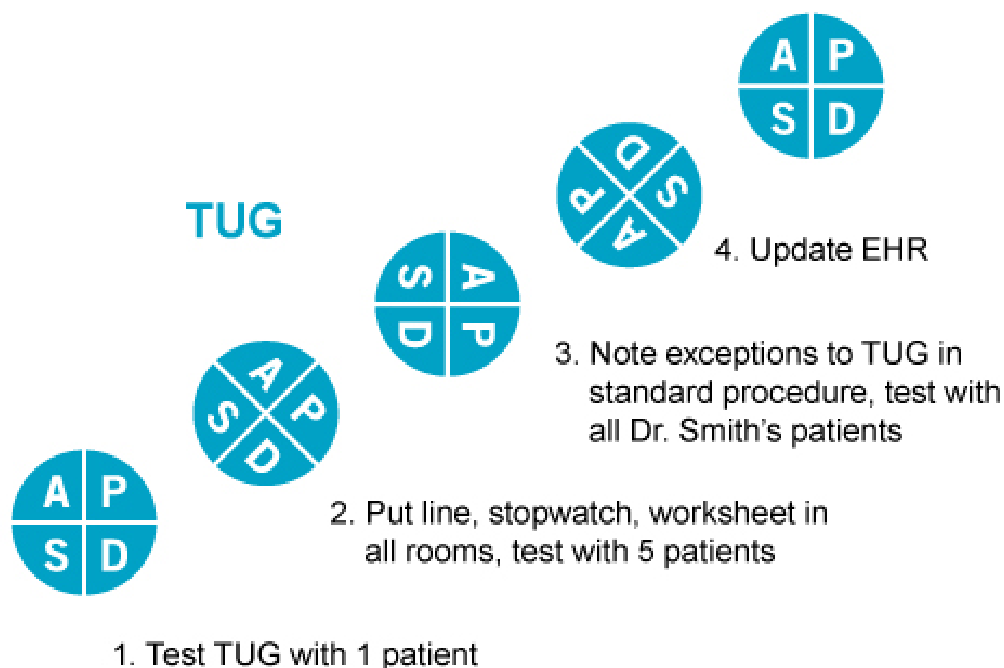 A P
S D
TUG
A
P
S
D
4. Update EHR
S A
D P
3. Note exceptions to TUG in
standard procedure, test with
all Dr. Smith's patients
A
S P
D
2. Put line, stopwatch, worksheet in
all rooms, test with 5 patients
A P
S D
1. Test TUG with 1 patient